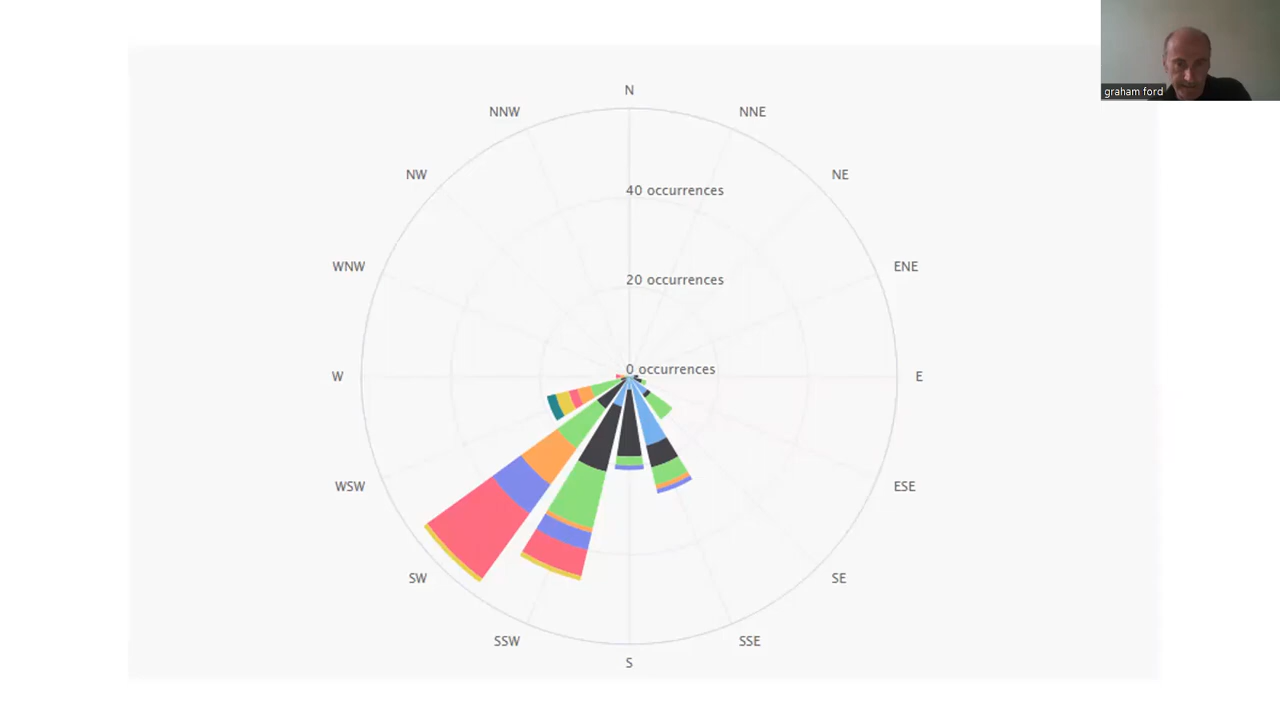 graham ford
N
NNW
NNE
NW
NE
40 occurrences
WNW
ENE
20 occurrences
0 occurrences
W
E
WSW
ESE
SW
SE
SSW
SSE
S